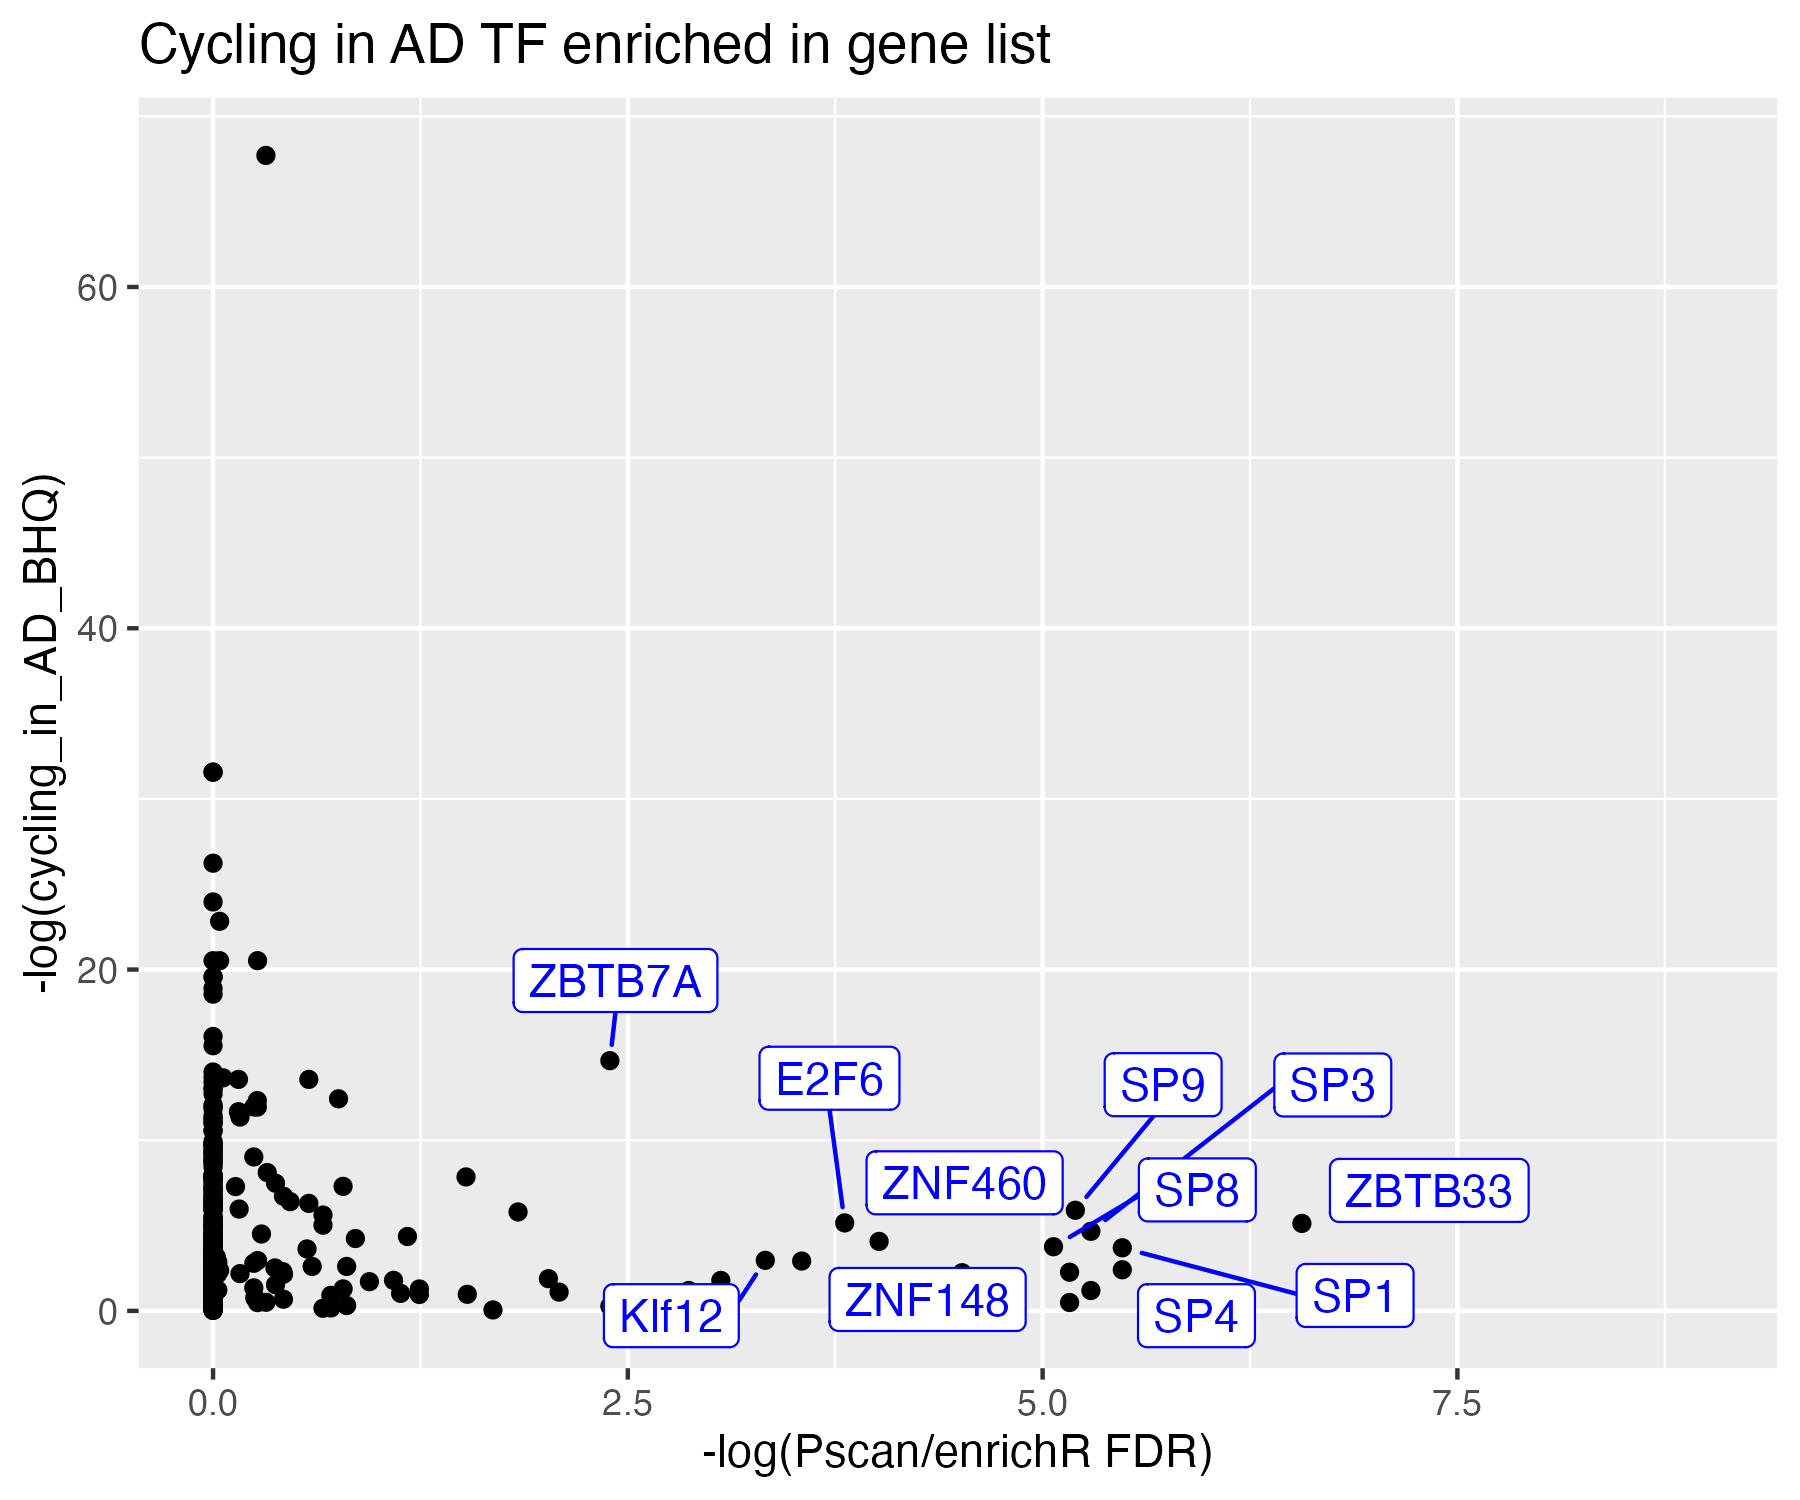 Cycling in AD TF enriched in gene list
-log(cycling_in_AD_BHQ)
60
40
20
0
ZBTB7A
E2F6
SP9
SP3
ZNF460
SP8
ZBTB33
Klf12
ZNF148
SP4
SP1
0.0
2.5
5.0
7.5
-log(Pscan/enrichR FDR)